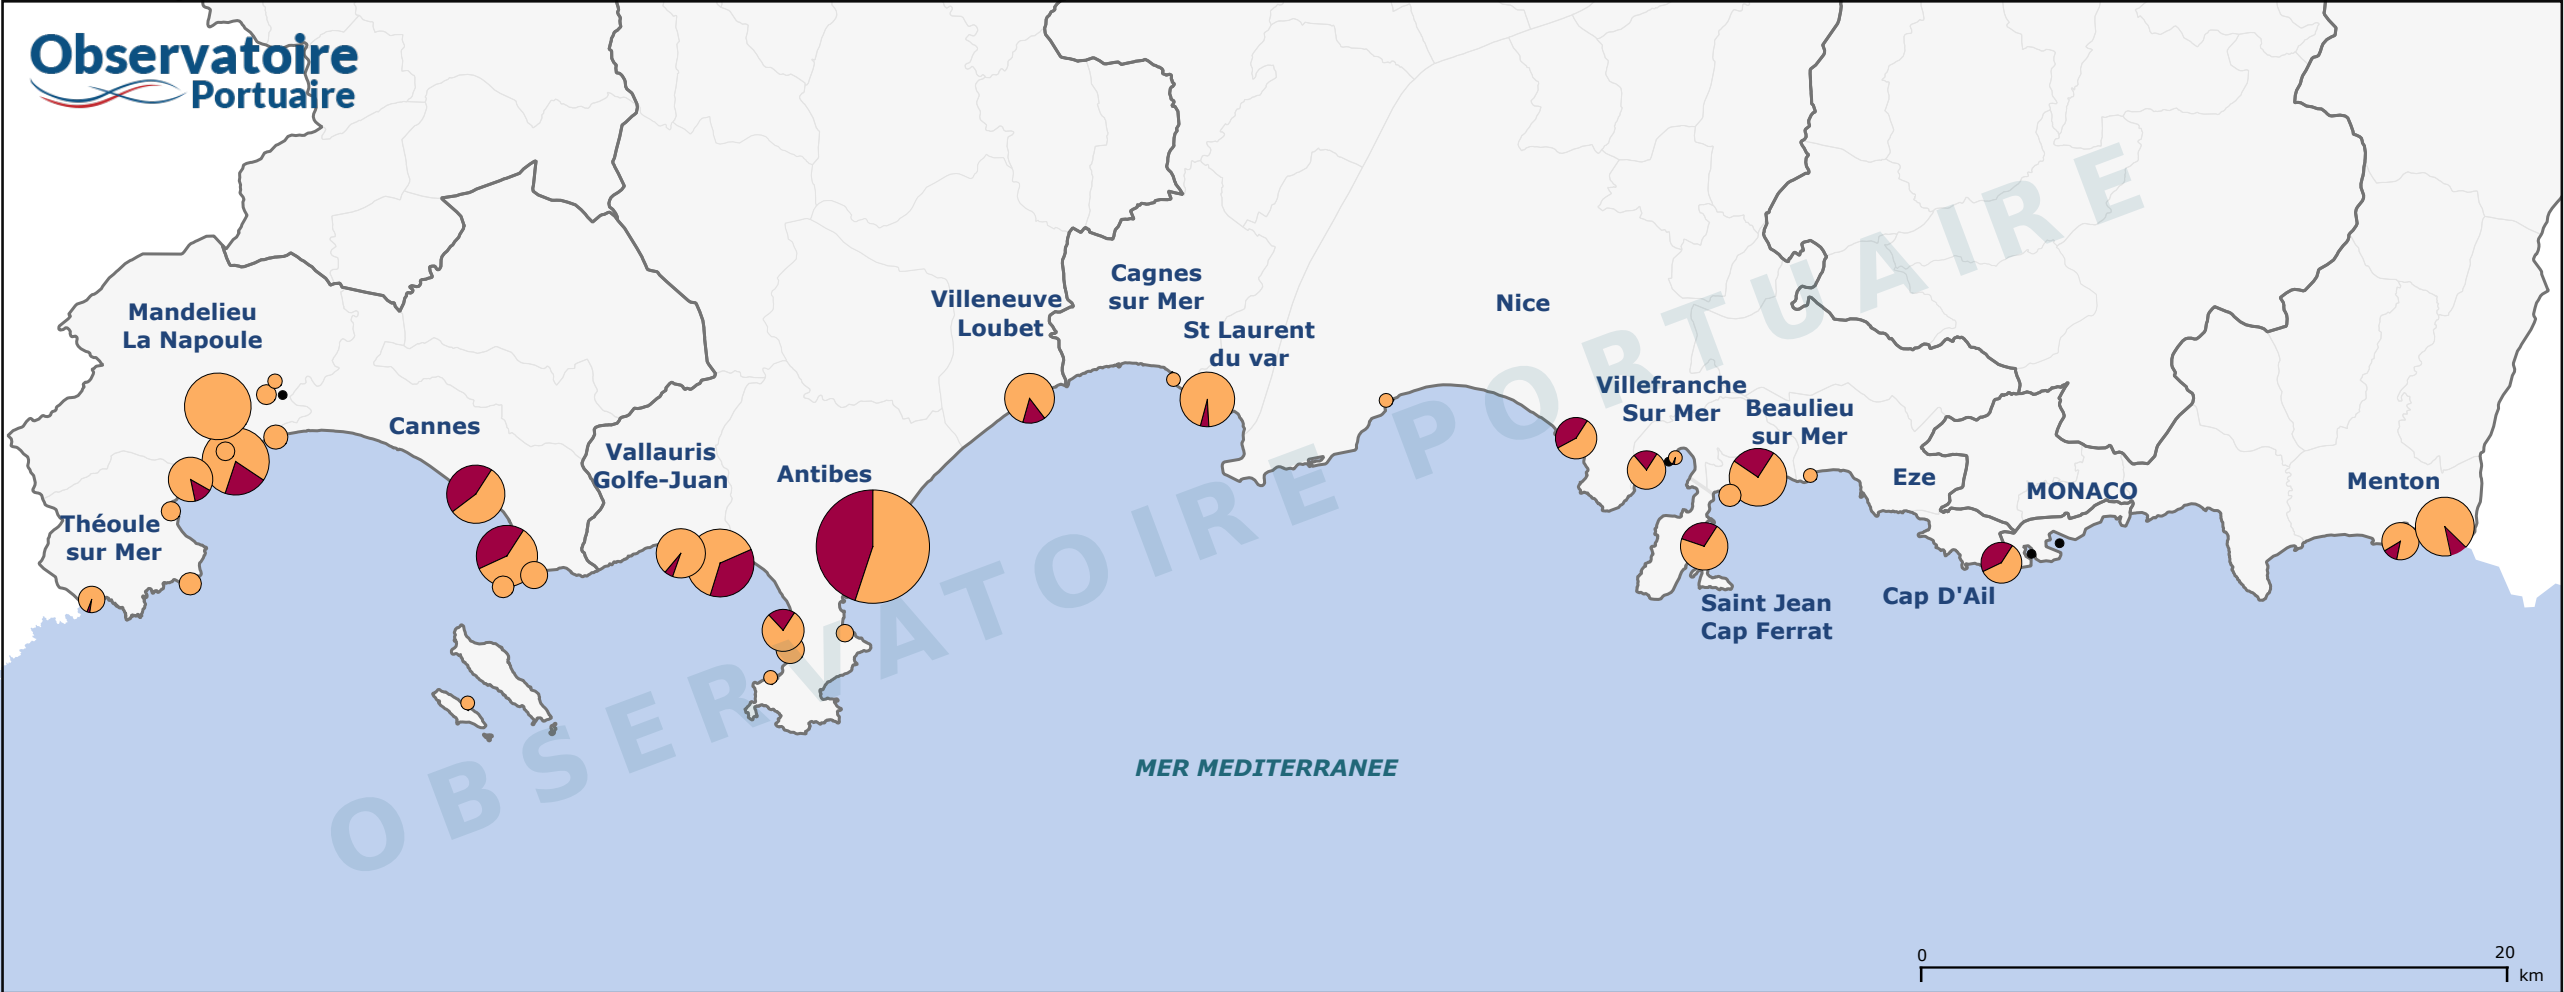 Observatoire
Portuaire
Mandelieu
La Napoule
Théoule
sur Mer
Cannes
Vallauris
Golfe-Juan
Antibes
Villeneuve
Loubet
Cagnes
sur Mer
St Laurent
du var
Nice
Villefranche
Sur Mer
Beaulieu
sur Mer
Saint Jean
Cap Ferrat
Eze
Cap D'Ail
MONACO
Menton
MER MEDITERRANEE
OBSERVATOIRE PORTUAIRE
0 20
km